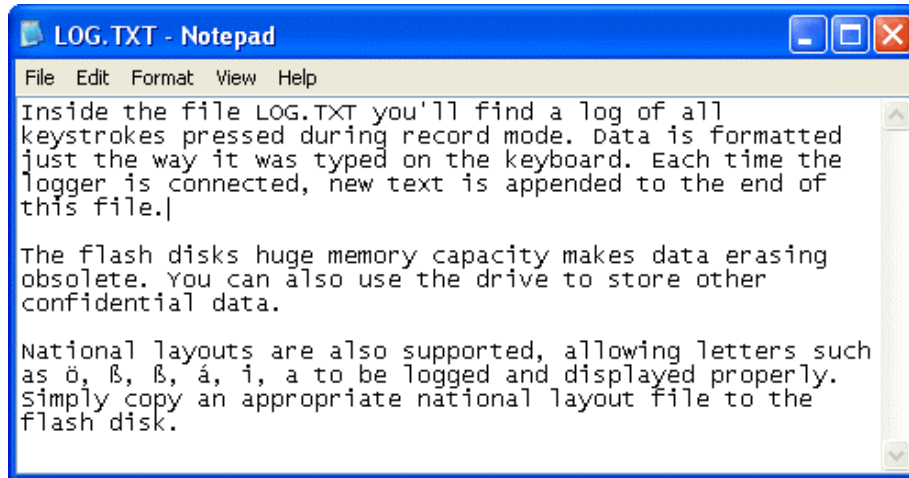 LOG.TXT - Notepad
File Edit Format View Help
Inside the file LOG.TXT you'll find a log of all
keystrokes pressed during record mode. Data is formatted
just the way it was typed on the keyboard. Each time the
logger is connected, new text is appended to the end of
this file.
The flash disks huge memory capacity makes data erasing
obsolete. You can also use the drive to store other
confidential data.
National layouts are also supported, allowing letters such
as ö, ß, ß, á, i, a to be logged and displayed properly.
Simply copy an appropriate national layout file to the
flash disk.